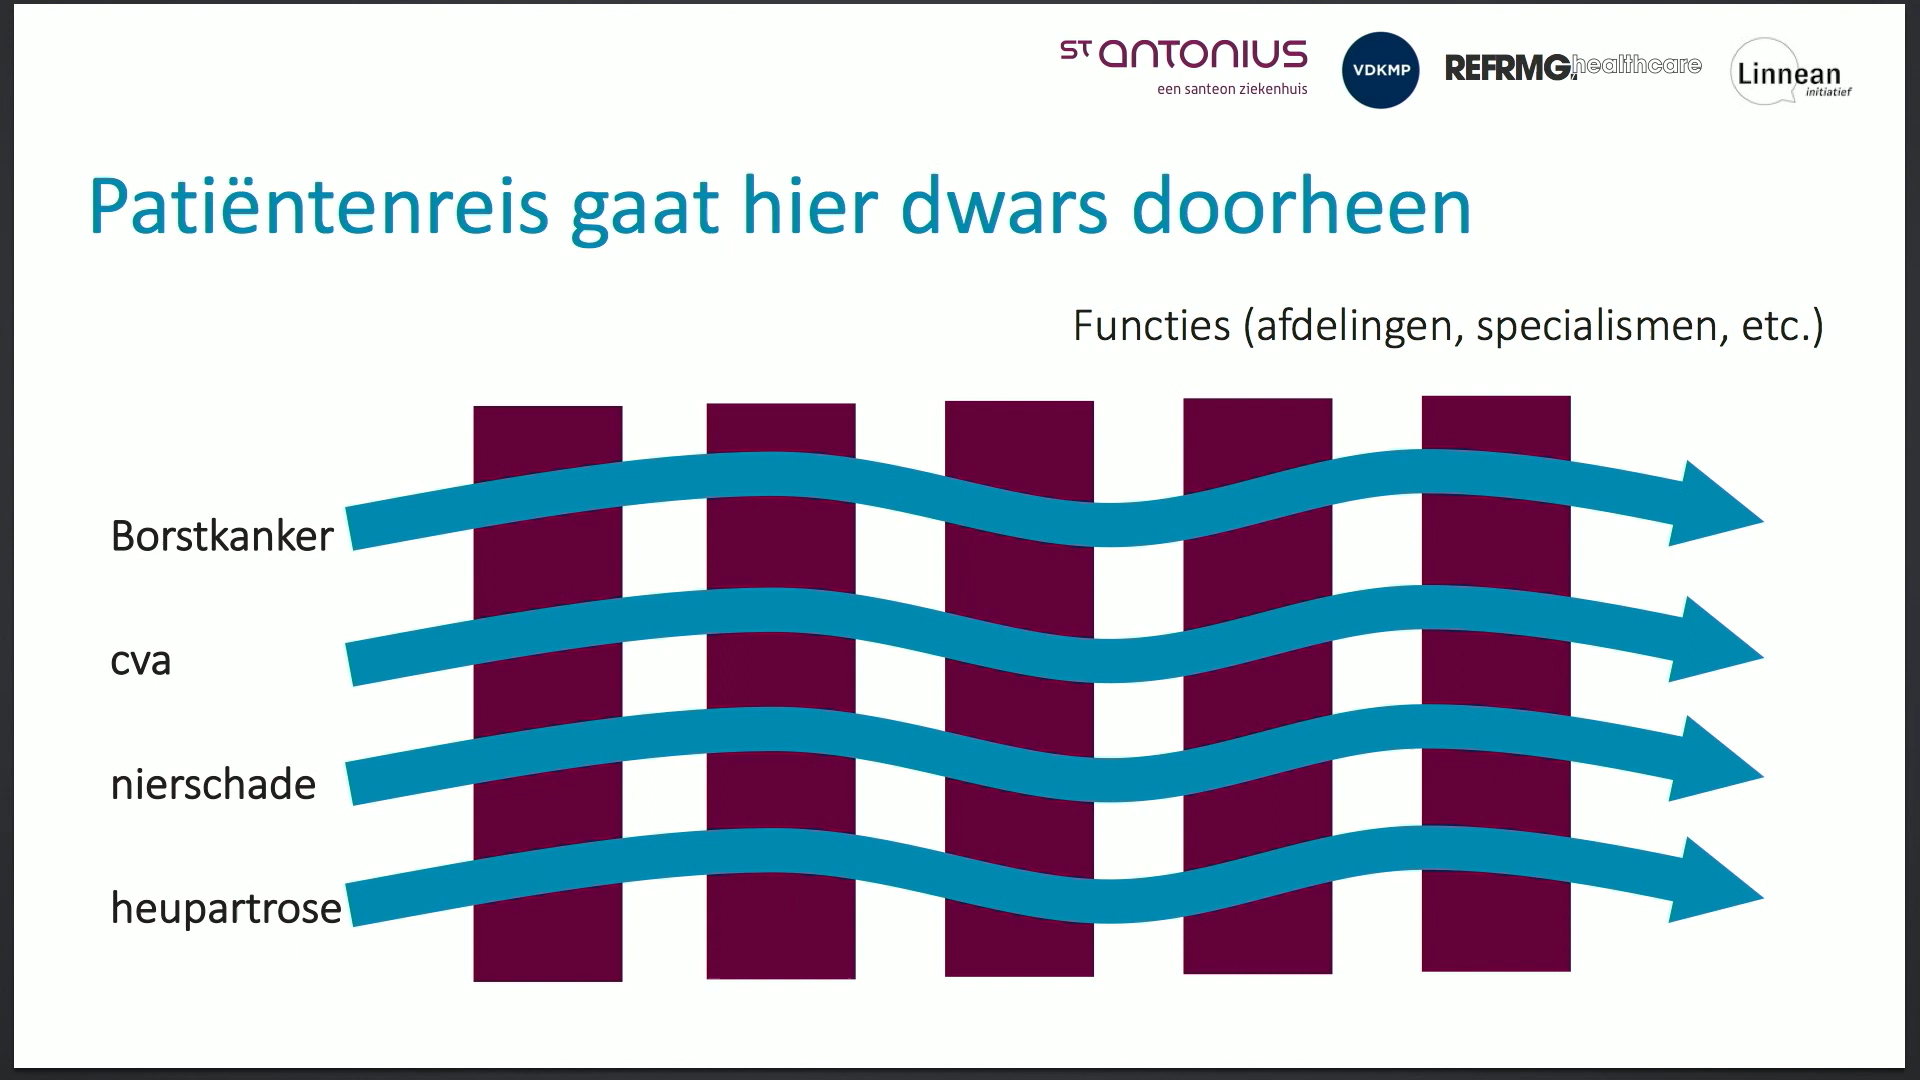 ST ANTONIUS
een santeon ziekenhuis
VDKMP
REFRMG, healthcare
Linnean
initiatief
Patiëntenreis gaat hier dwars doorheen
Functies (afdelingen, specialismen, etc.)
Borstkanker
cva
nierschade
heupartrose